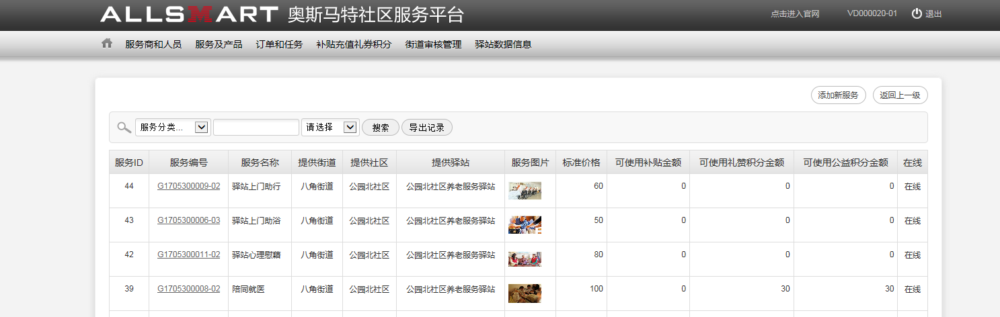 ALLSMART 奥斯马特社区服务平台 点击进入官网 VD000020-01 退出
服务商和人员 服务及产品 订单和任务 补贴充值礼券积分 街道审核管理 驿站数据信息
添加新服务 返回上一级
服务分类... 请选择 搜索 导出记录
服务ID 服务编号 服务名称 提供街道 提供社区 提供驿站 服务图片 标准价格 可使用补贴金额 可使用礼赞积分金额 可使用公益积分金额 在线
44 G1705300009-02 驿站上门助行 八角街道 公园北社区 公园北社区养老服务驿站 60 0 0 0 在线
43 G1705300006-03 驿站上门助浴 八角街道 公园北社区 公园北社区养老服务驿站 50 0 0 0 在线
42 G1705300011-02 驿站心理慰藉 八角街道 公园北社区 公园北社区养老服务驿站 80 0 0 0 在线
39 G1705300008-02 陪同就医 八角街道 公园北社区 公园北社区养老服务驿站 100 0 30 30 在线